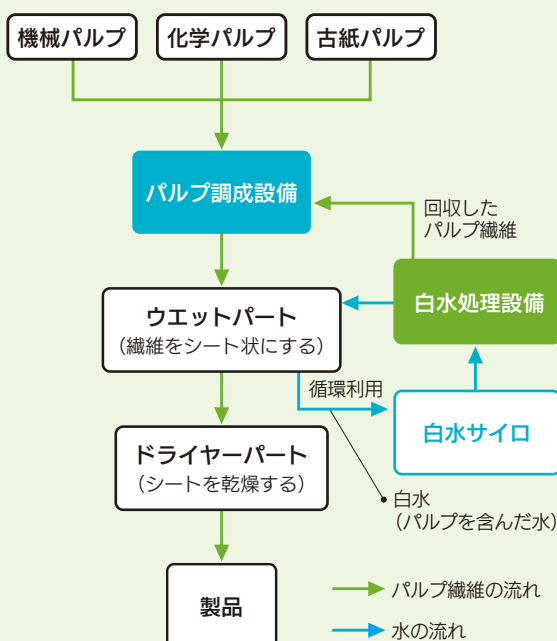 機械パルプ
化学パルプ
古紙パルプ
パルプ調成設備
回収した
パルプ繊維
白水処理設備
ウエットパート
（繊維をシート状にする）
循環利用
白水サイロ
ドライヤーパート
（シートを乾燥する）
白水
（パルプを含んだ水）
製品
パルプ繊維の流れ
水の流れ